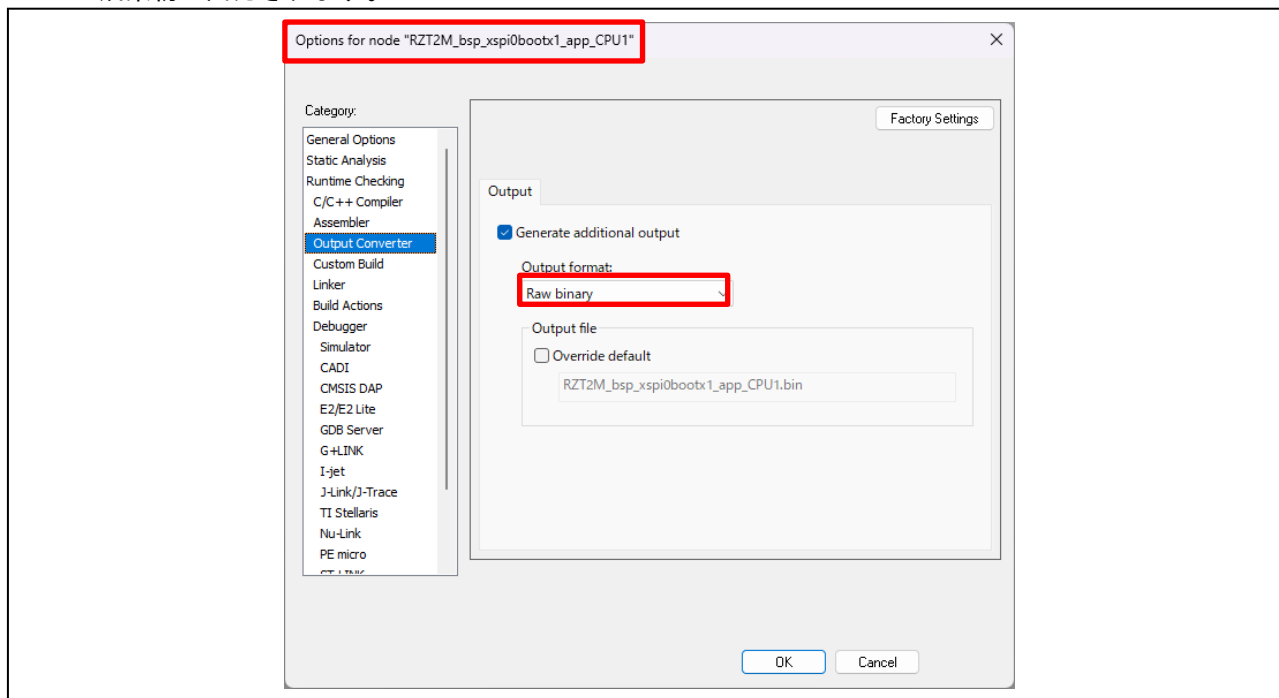 Options for node "RZT2M_bsp_xspi0bootx1_app_CPU1"
Category:
Factory Settings
General Options
Static Analysis
Runtime Checking
C/C++ Compiler
Assembler
Output Converter
Custom Build
Linker
Build Actions
Debugger
Simulator
CADI
CMSIS DAP
E2/E2 Lite
GDB Server
G+LINK
I-jet
J-Link/J-Trace
TI Stellaris
Nu-Link
PE micro
Output
Generate additional output
Output format:
Raw binary
Output file
Override default
RZT2M_bsp_xspi0bootx1_app_CPU1.bin
OK
Cancel